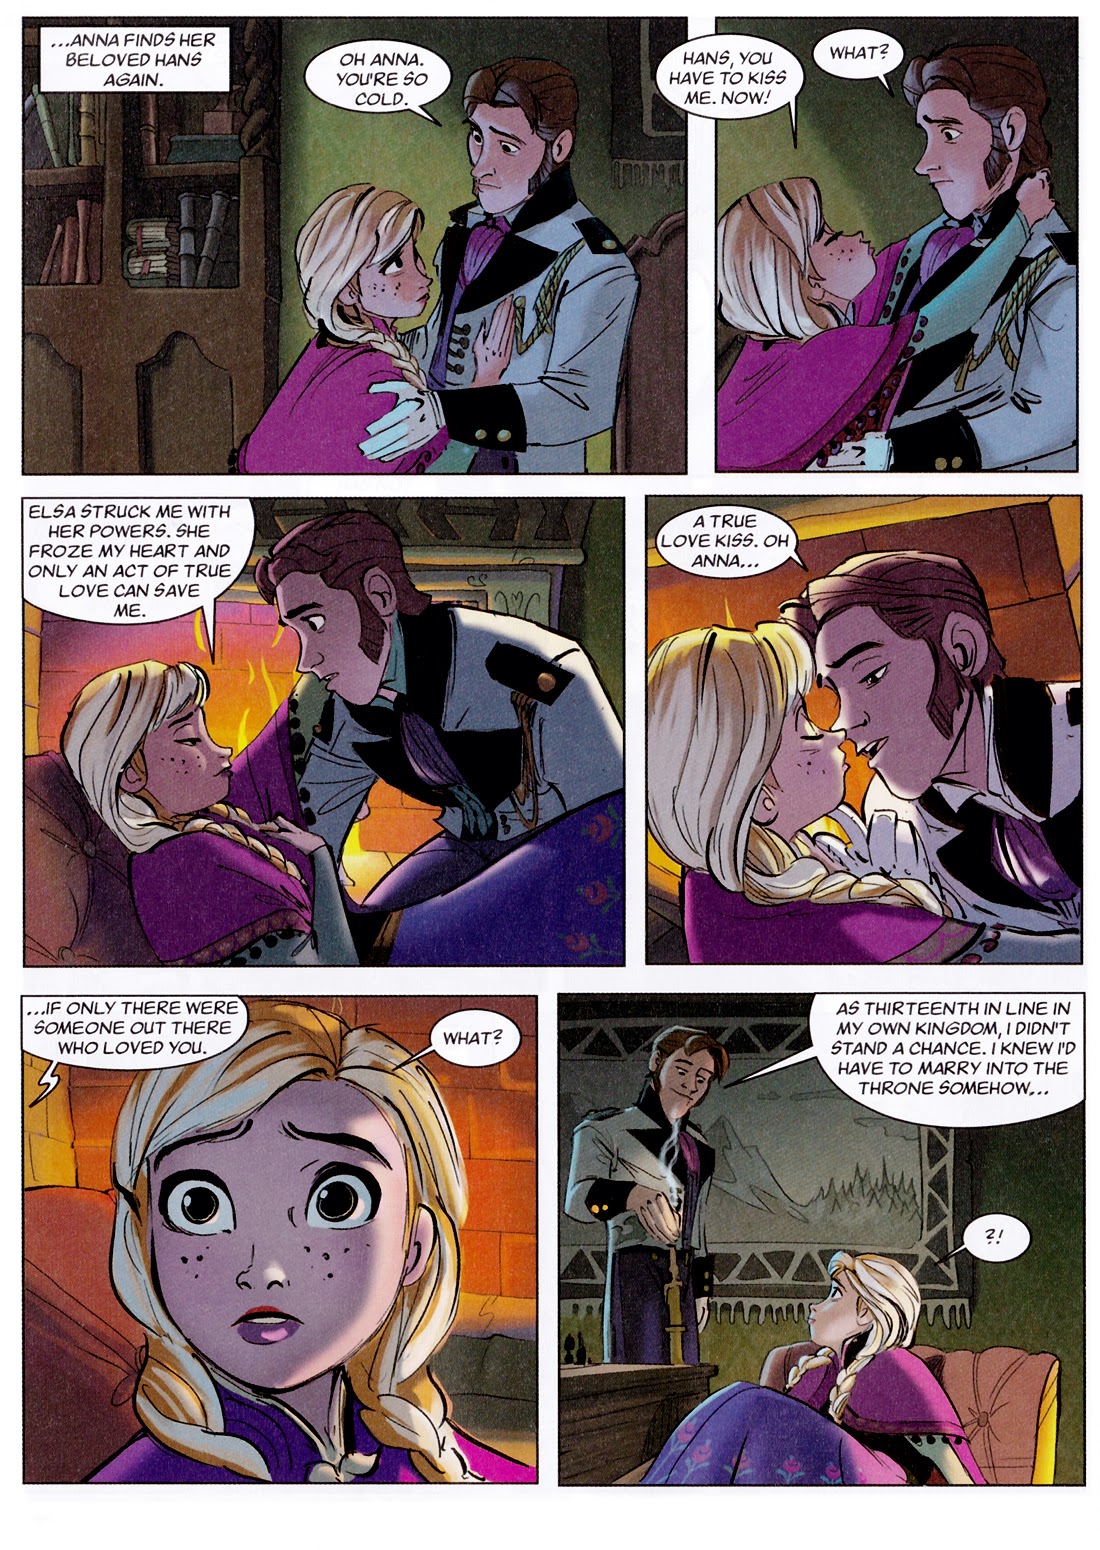 ...ANNA FINDS HER
BELOVED HANS
AGAIN.
OH ANNA.
YOU'RE SO
COLD.
HANS, YOU
HAVE TO KISS
ME. NOW!
WHAT?
ELSA STRUCK ME WITH
HER POWERS. SHE
FROZE MY HEART AND
ONLY AN ACT OF TRUE
LOVE CAN SAVE
ME.
A TRUE
LOVE KISS. OH
ANNA...
...IF ONLY THERE WERE
SOMEONE OUT THERE
WHO LOVED YOU.
WHAT?
AS THIRTEENTH IN LINE IN
MY OWN KINGDOM, I DIDN'T
STAND A CHANCE. I KNEW I'D
HAVE TO MARRY INTO THE
THRONE SOMEHOW...
?!